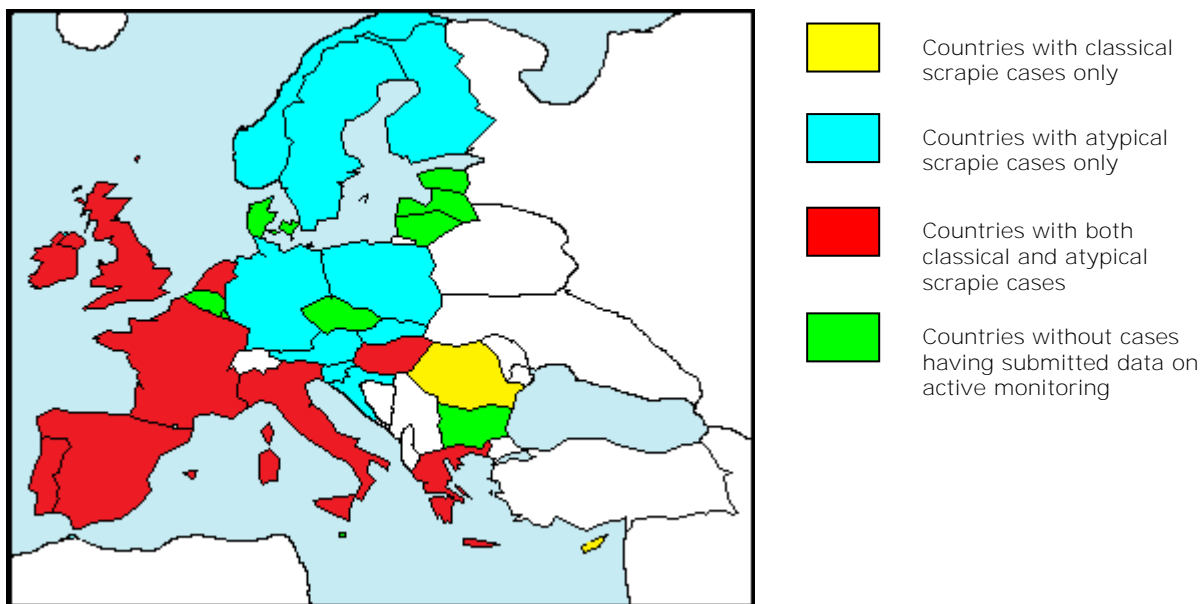 Countries with classical
scrapie cases only
Countries with atypical
scrapie cases only
Countries with both
classical and atypical
scrapie cases
Countries without cases
having submitted data on
active monitoring